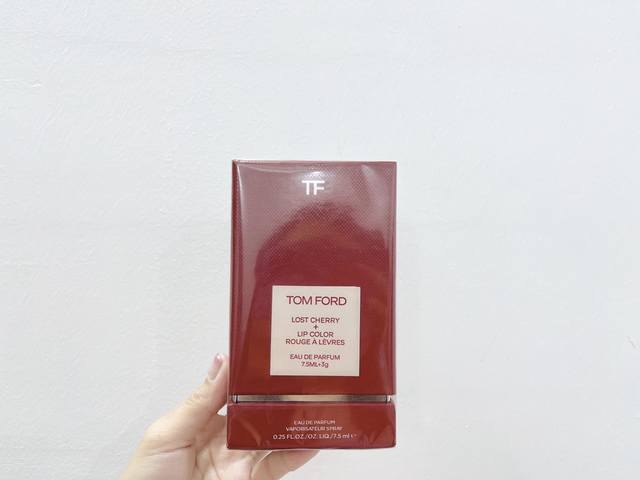 TF
TOM FORD
LOST CHERRY
+
LIP COLOR
ROUGE À LÈVRES
EAU DE PARFUM
7.5ML+3g
EAU DE PARFUM
VAPORISATEUR SPRAY
0.25 FL.OZ./OZ. LIQ./7.5 ml ℮